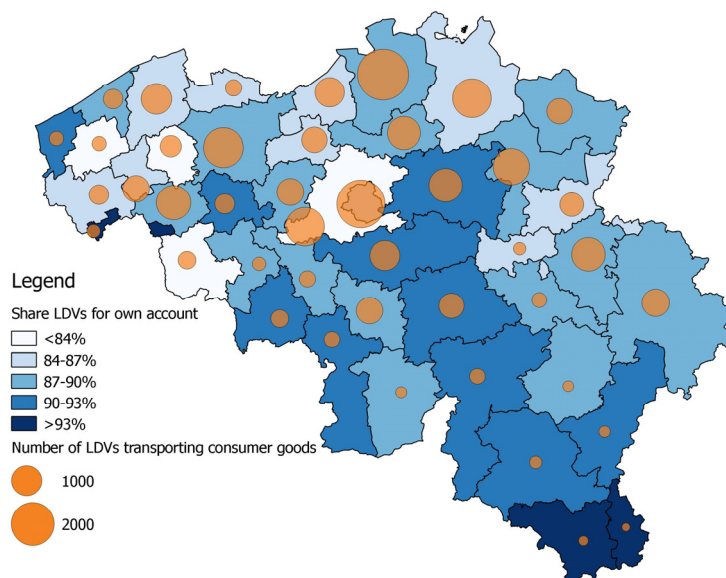 Legend
Share LDVs for own account
<84%
84-87%
87-90%
90-93%
>93%
Number of LDVs transporting consumer goods
1000
2000